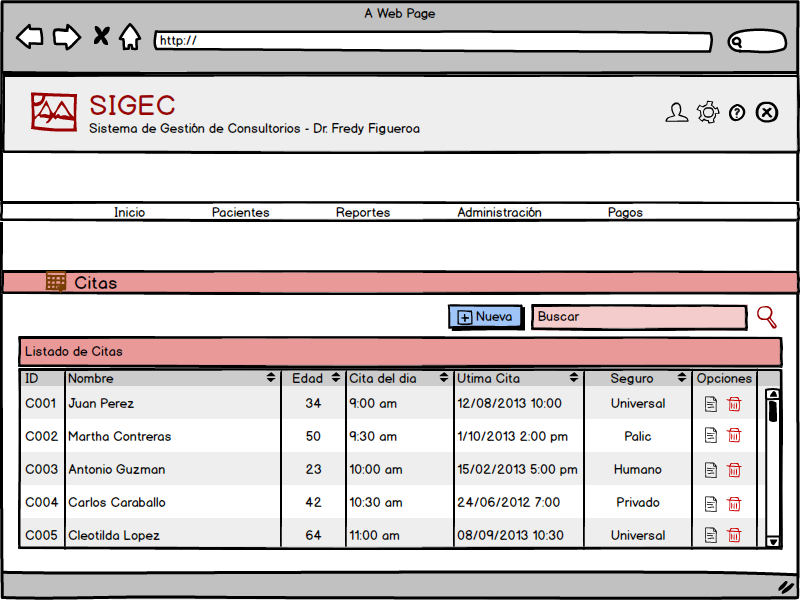 A Web Page
http://
SIGEC
Sistema de Gestión de Consultorios - Dr. Fredy Figueroa
Inicio Pacientes Reportes Administración Pagos
Citas
Nueva Buscar
Listado de Citas
ID Nombre Edad Cita del dia Utima Cita Seguro Opciones
C001 Juan Perez 34 9:00 am 12/08/2013 10:00 Universal
C002 Martha Contreras 50 9:30 am 1/10/2013 2:00 pm Palic
C003 Antonio Guzman 23 10:00 am 15/02/2013 5:00 pm Humano
C004 Carlos Caraballo 42 10:30 am 24/06/2012 7:00 Privado
C005 Cleotilda Lopez 64 11:00 am 08/09/2013 10:30 Universal